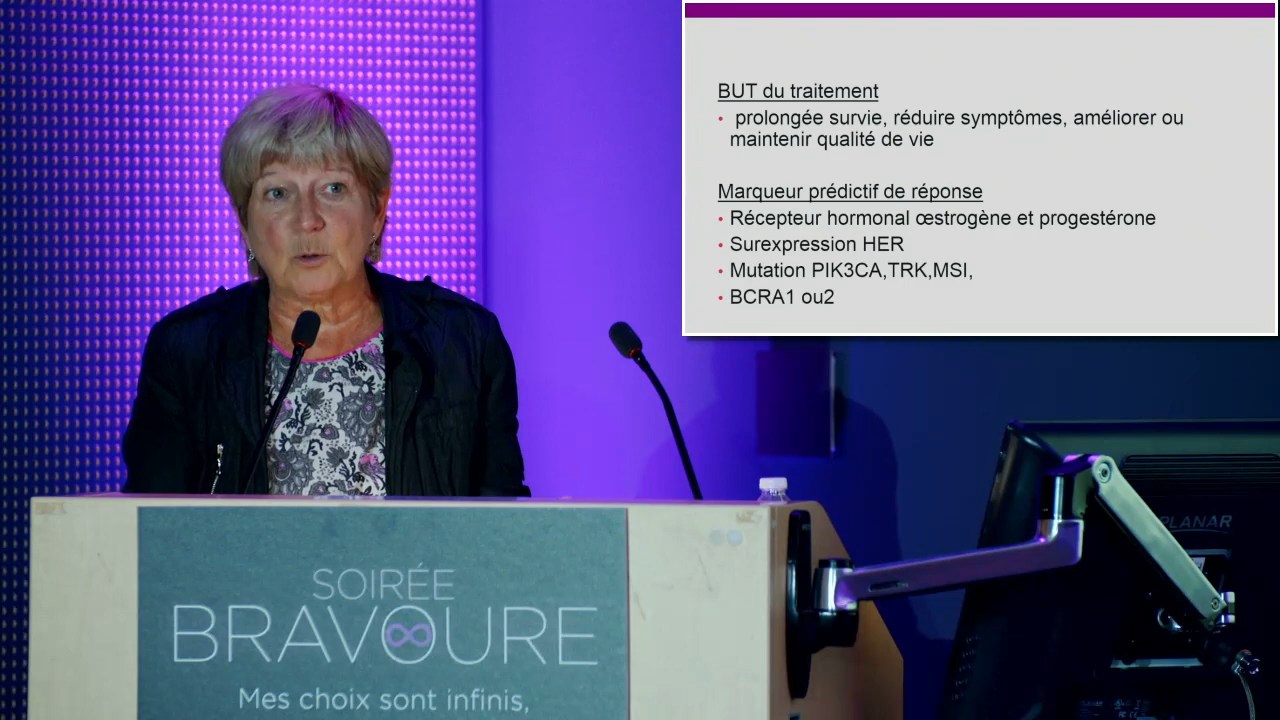 BUT du traitement
• prolongée survie, réduire symptômes, améliorer ou
maintenir qualité de vie
Marqueur prédictif de réponse
• Récepteur hormonal œstrogène et progestérone
• Surexpression HER
• Mutation PIK3CA,TRK,MSI,
• BCRA1 ou2
PLANAR
SOIRÉE
BRAVOURE
Mes choix sont infinis,